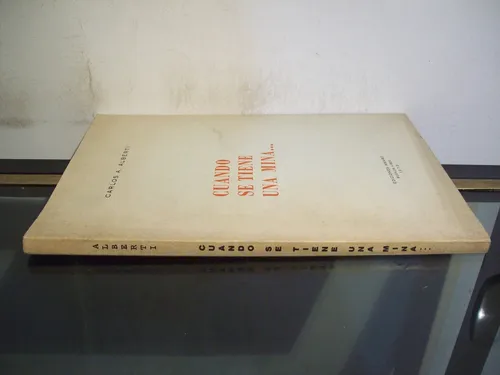 CARLOS A. ALBERTI
CUANDO
SE TIENE
UNA MINA...
ALBERTI CUANDO SE TIENE UNA MINA...